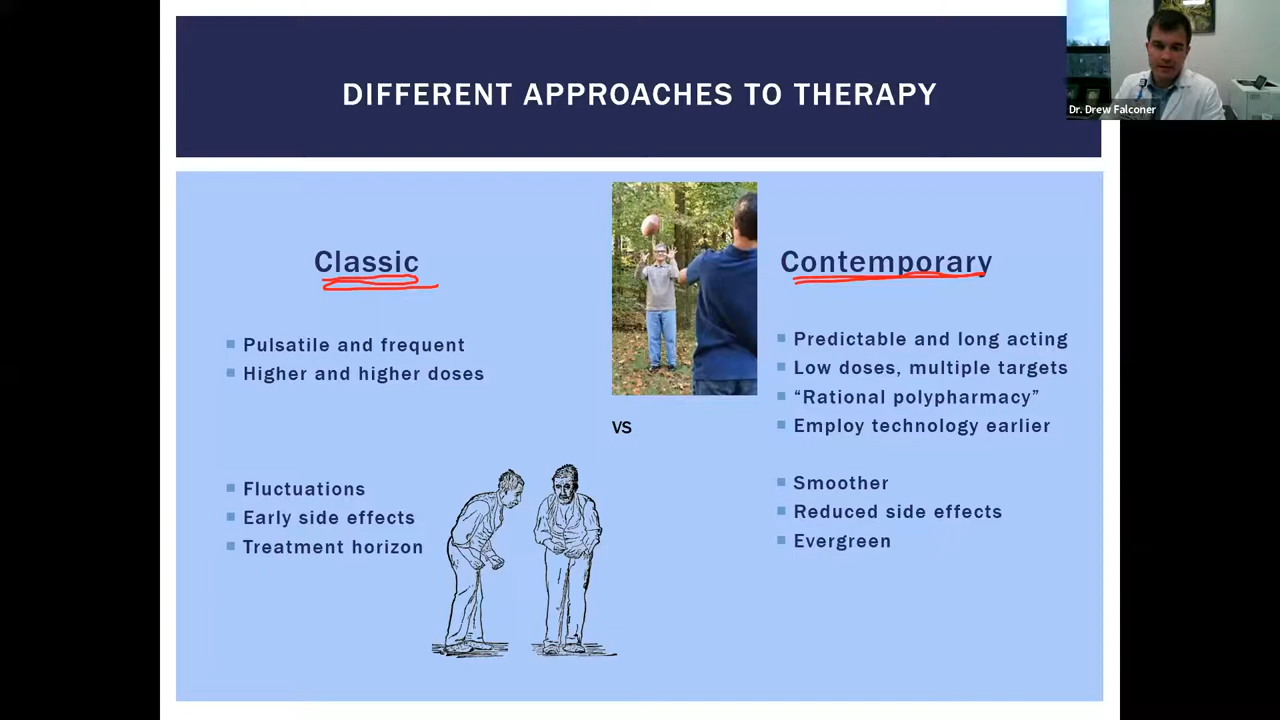 DIFFERENT APPROACHES TO THERAPY
Dr. Drew Falconer
Classic
Pulsatile and frequent
Higher and higher doses
Fluctuations
Early side effects
Treatment horizon
VS
Contemporary
Predictable and long acting
Low doses, multiple targets
“Rational polypharmacy”
Employ technology earlier
Smoother
Reduced side effects
Evergreen